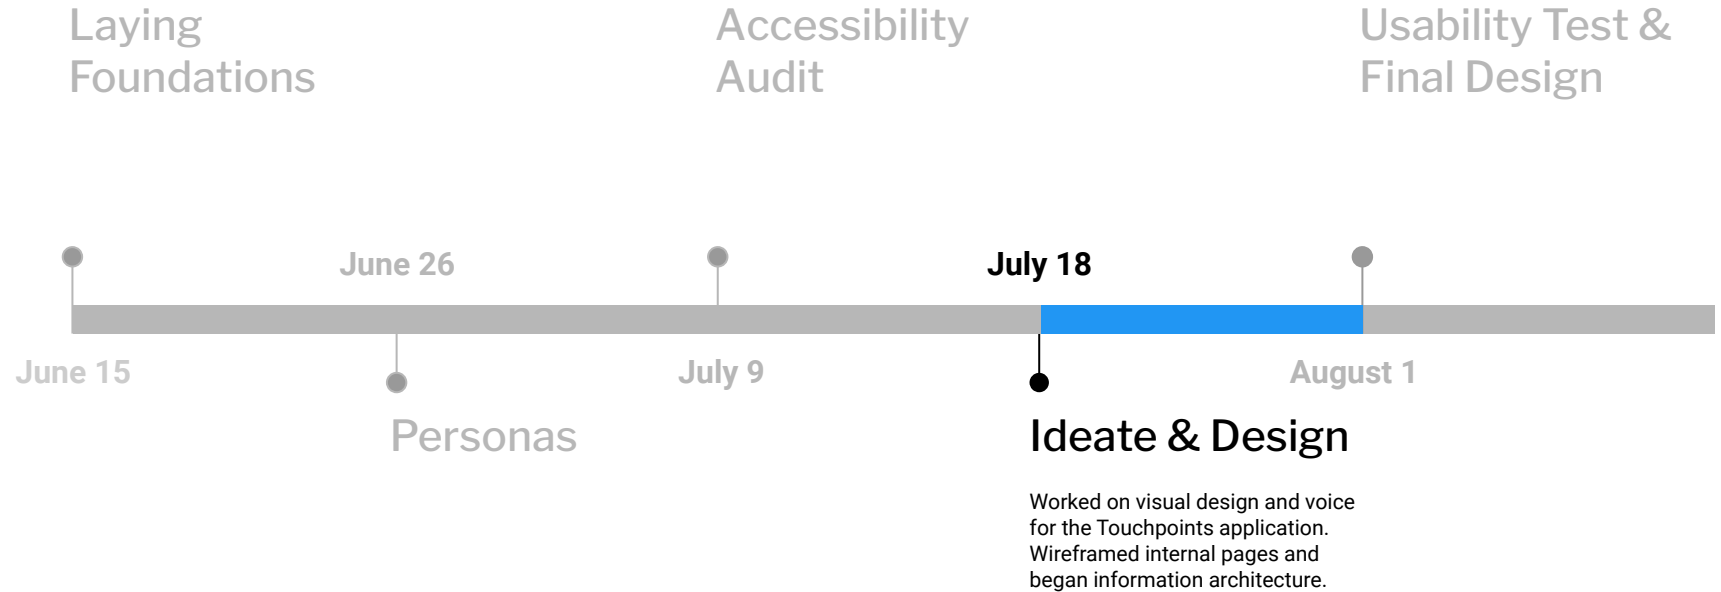 Laying
Foundations
Accessibility
Audit
Usability Test &
Final Design
June 26
July 18
June 15
July 9
August 1
Personas
Ideate & Design
Worked on visual design and voice
for the Touchpoints application.
Wireframed internal pages and
began information architecture.